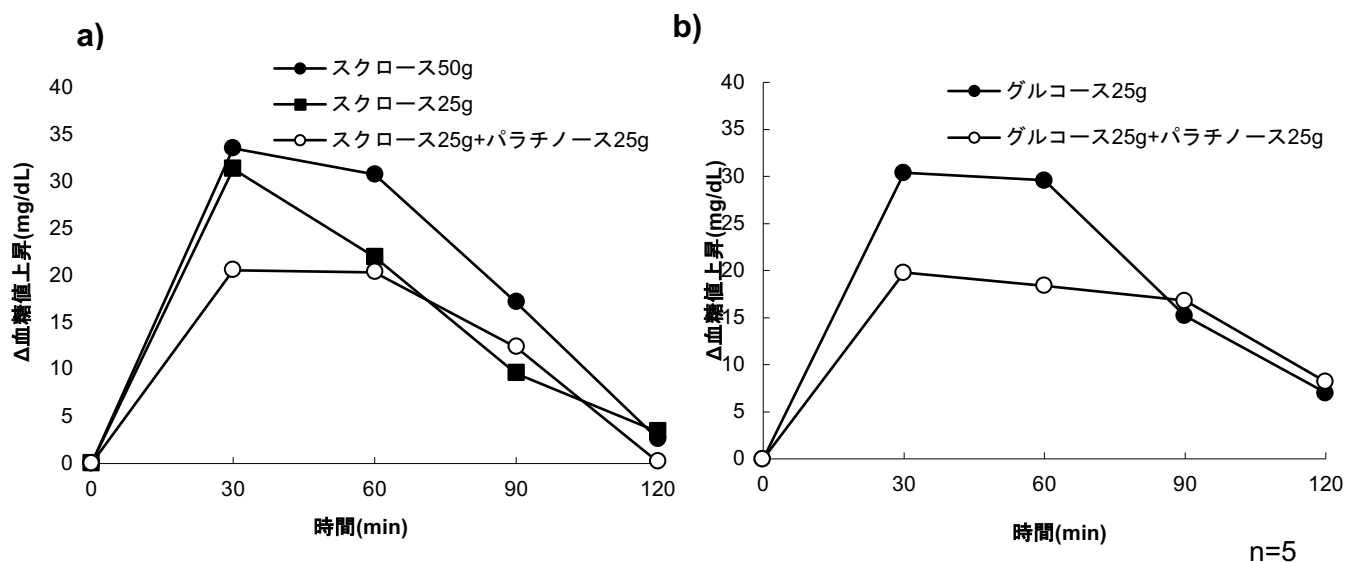 a)
スクロース50g
スクロース25g
スクロース25g+パラチノース25g
40
35
30
25
20
15
10
5
0
Δ血糖値上昇(mg/dL)
0 30 60 90 120
時間(min)
b)
グルコース25g
グルコース25g+パラチノース25g
40
35
30
25
20
15
10
5
0
Δ血糖値上昇(mg/dL)
0 30 60 90 120
時間(min)
n=5